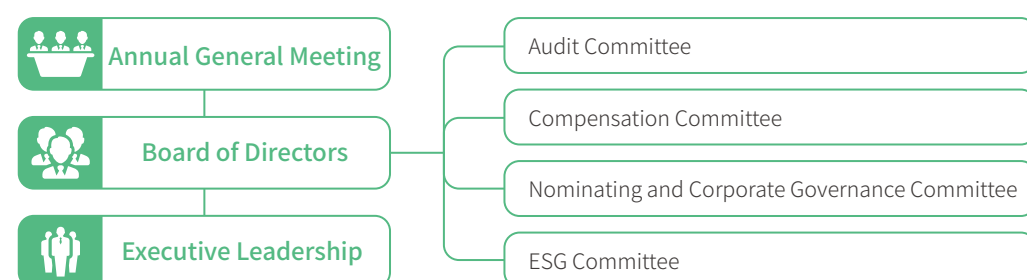 Annual General Meeting
Board of Directors
Executive Leadership
Audit Committee
Compensation Committee
Nominating and Corporate Governance Committee
ESG Committee